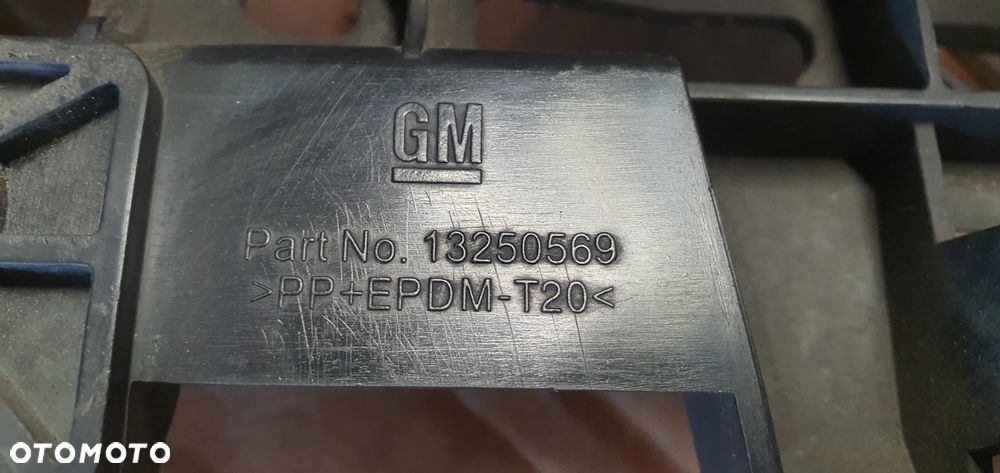 GM
Part No. 13250569
>PP+EPDM-T20<
OTOMOTO